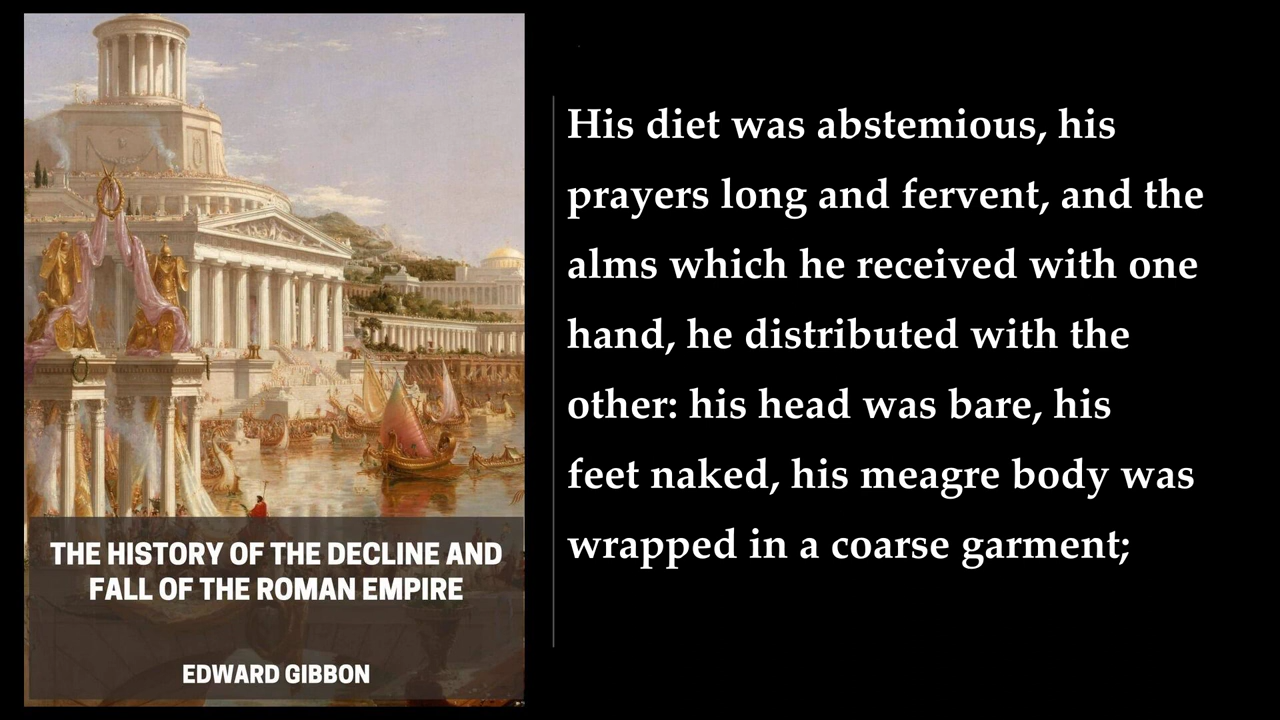 THE HISTORY OF THE DECLINE AND
FALL OF THE ROMAN EMPIRE
EDWARD GIBBON
His diet was abstemious, his
prayers long and fervent, and the
alms which he received with one
hand, he distributed with the
other: his head was bare, his
feet naked, his meagre body was
wrapped in a coarse garment;